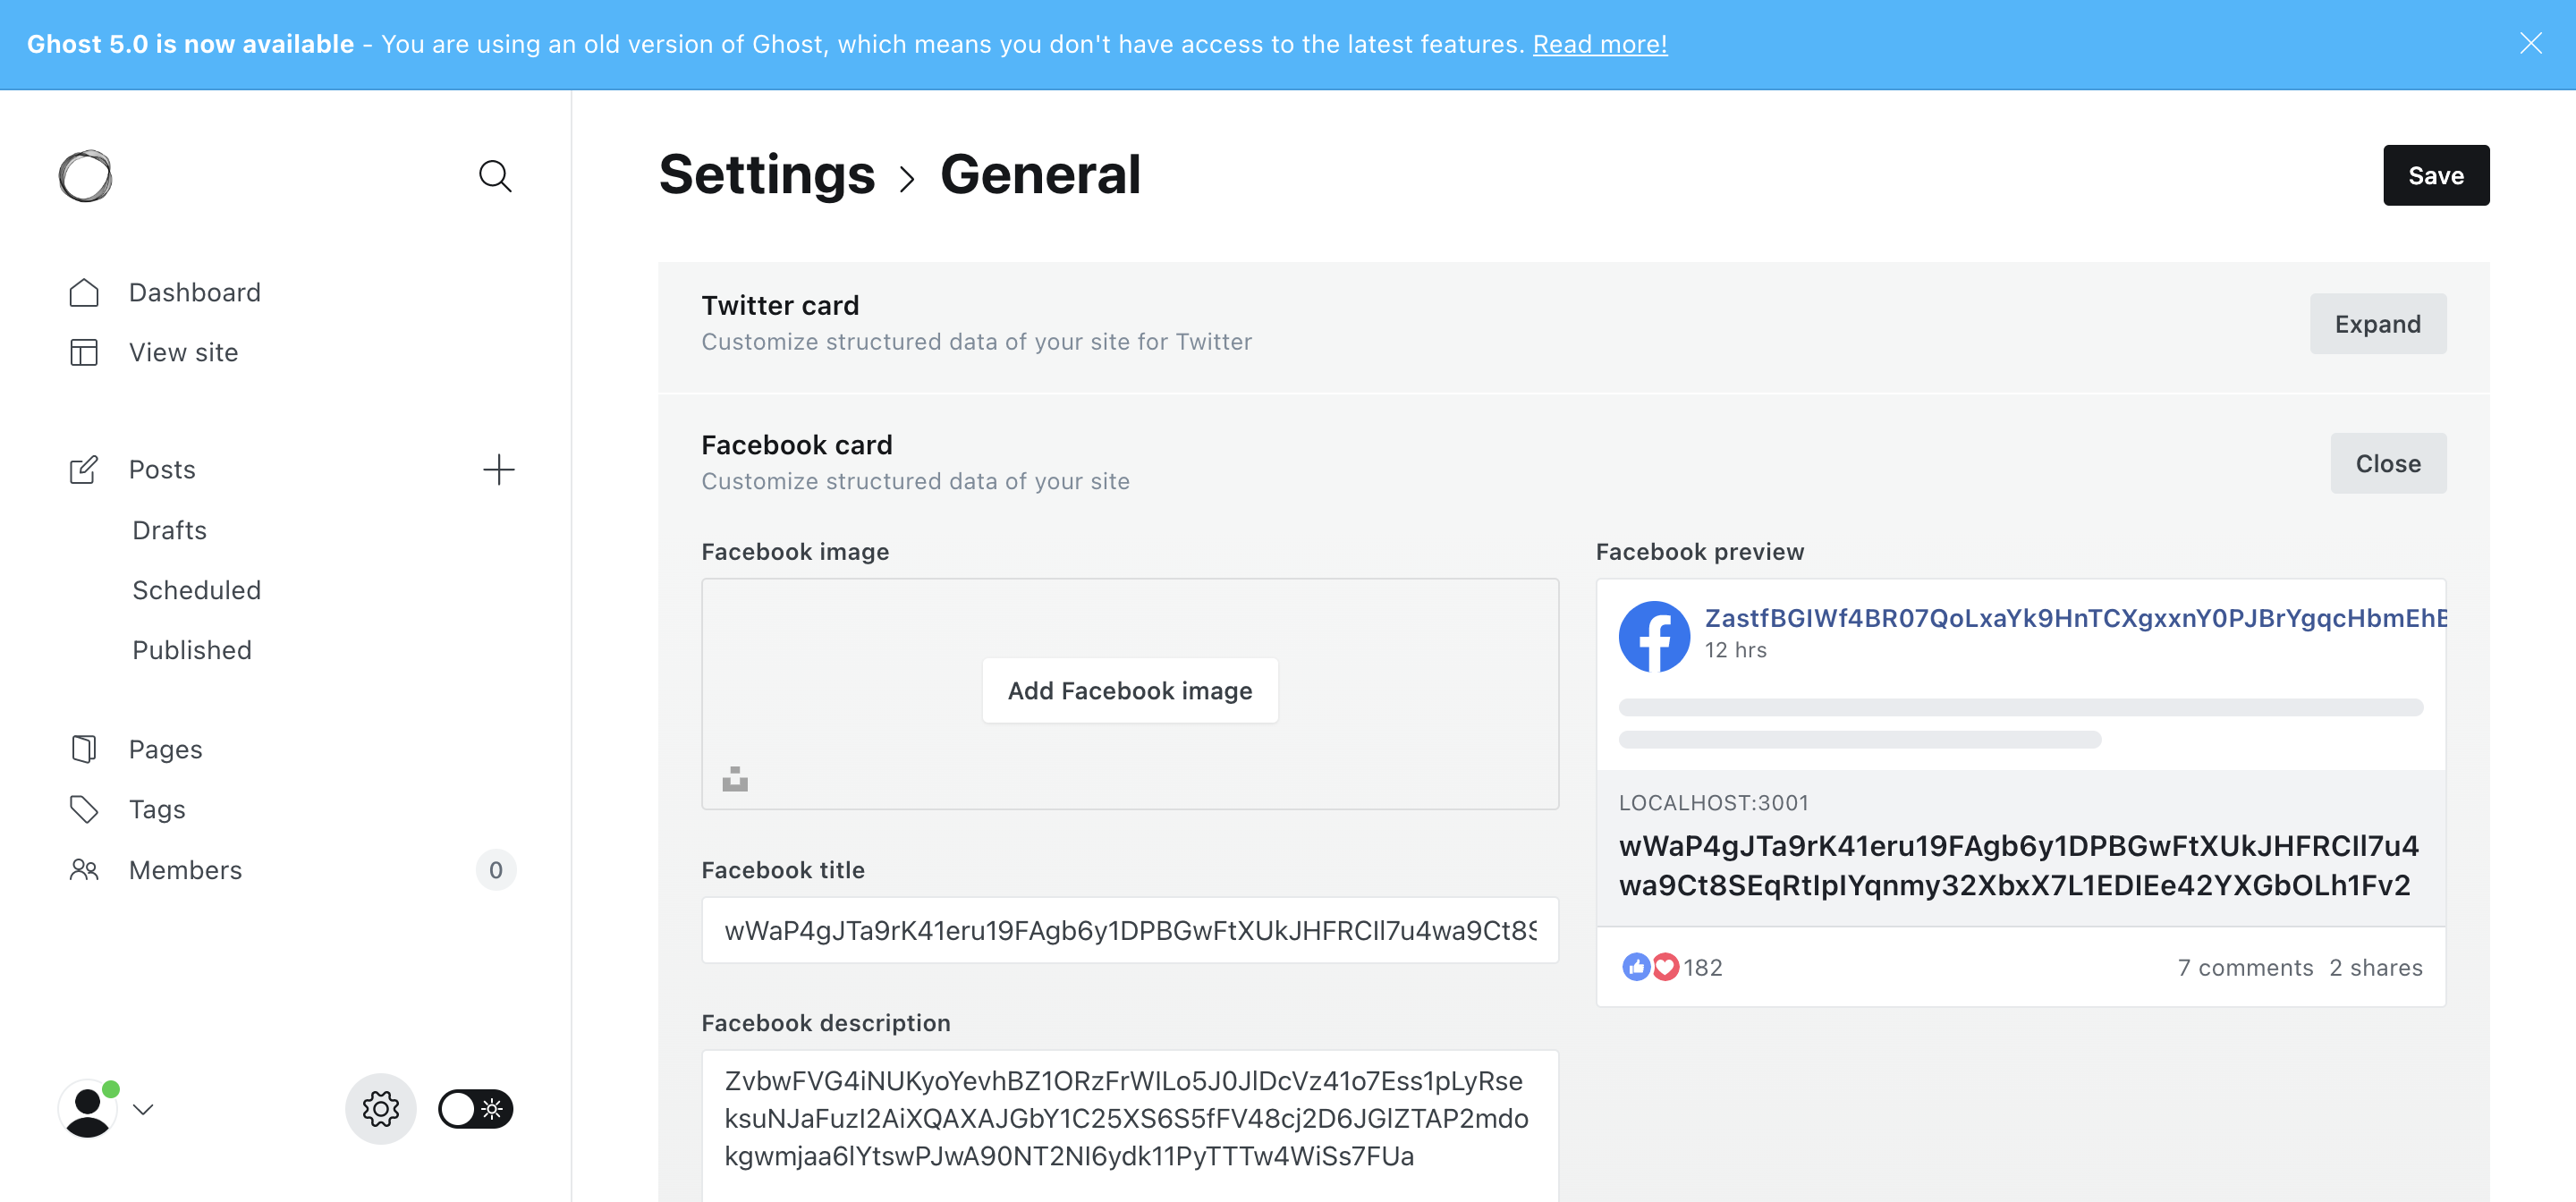 Ghost 5.0 is now available - You are using an old version of Ghost, which means you don't have access to the latest features. Read more!
Settings > General
Save
Dashboard
View site
Posts
Drafts
Scheduled
Published
Pages
Tags
Members
0
Twitter card
Customize structured data of your site for Twitter
Expand
Facebook card
Customize structured data of your site
Close
Facebook image
Add Facebook image
Facebook title
wWaP4gJTa9rK41eru19FAgb6y1DPBGwFtXUkJHFRCIl7u4wa9Ct8S
Facebook description
ZvbwFVG4iNUKyoYevhBZ1ORzFrWILo5J0JlDcVz41o7Ess1pLyRse
ksuNJaFuzI2AiXQAXAJGbY1C25XS6S5fFV48cj2D6JGlZTAP2mdo
kgwmjaa6lYtswPJwA90NT2NI6ydk11PyTTTw4WiSs7FUa
Facebook preview
ZastfBGIWf4BR07QoLxaYk9HnTCXgxxnY0PJBrYgqcHbmEhB
12 hrs
LOCALHOST:3001
wWaP4gJTa9rK41eru19FAgb6y1DPBGwFtXUkJHFRCIl7u4
wa9Ct8SEqRtIpIYqnmy32XbxX7L1EDIEe42YXGbOLh1Fv2
182
7 comments 2 shares